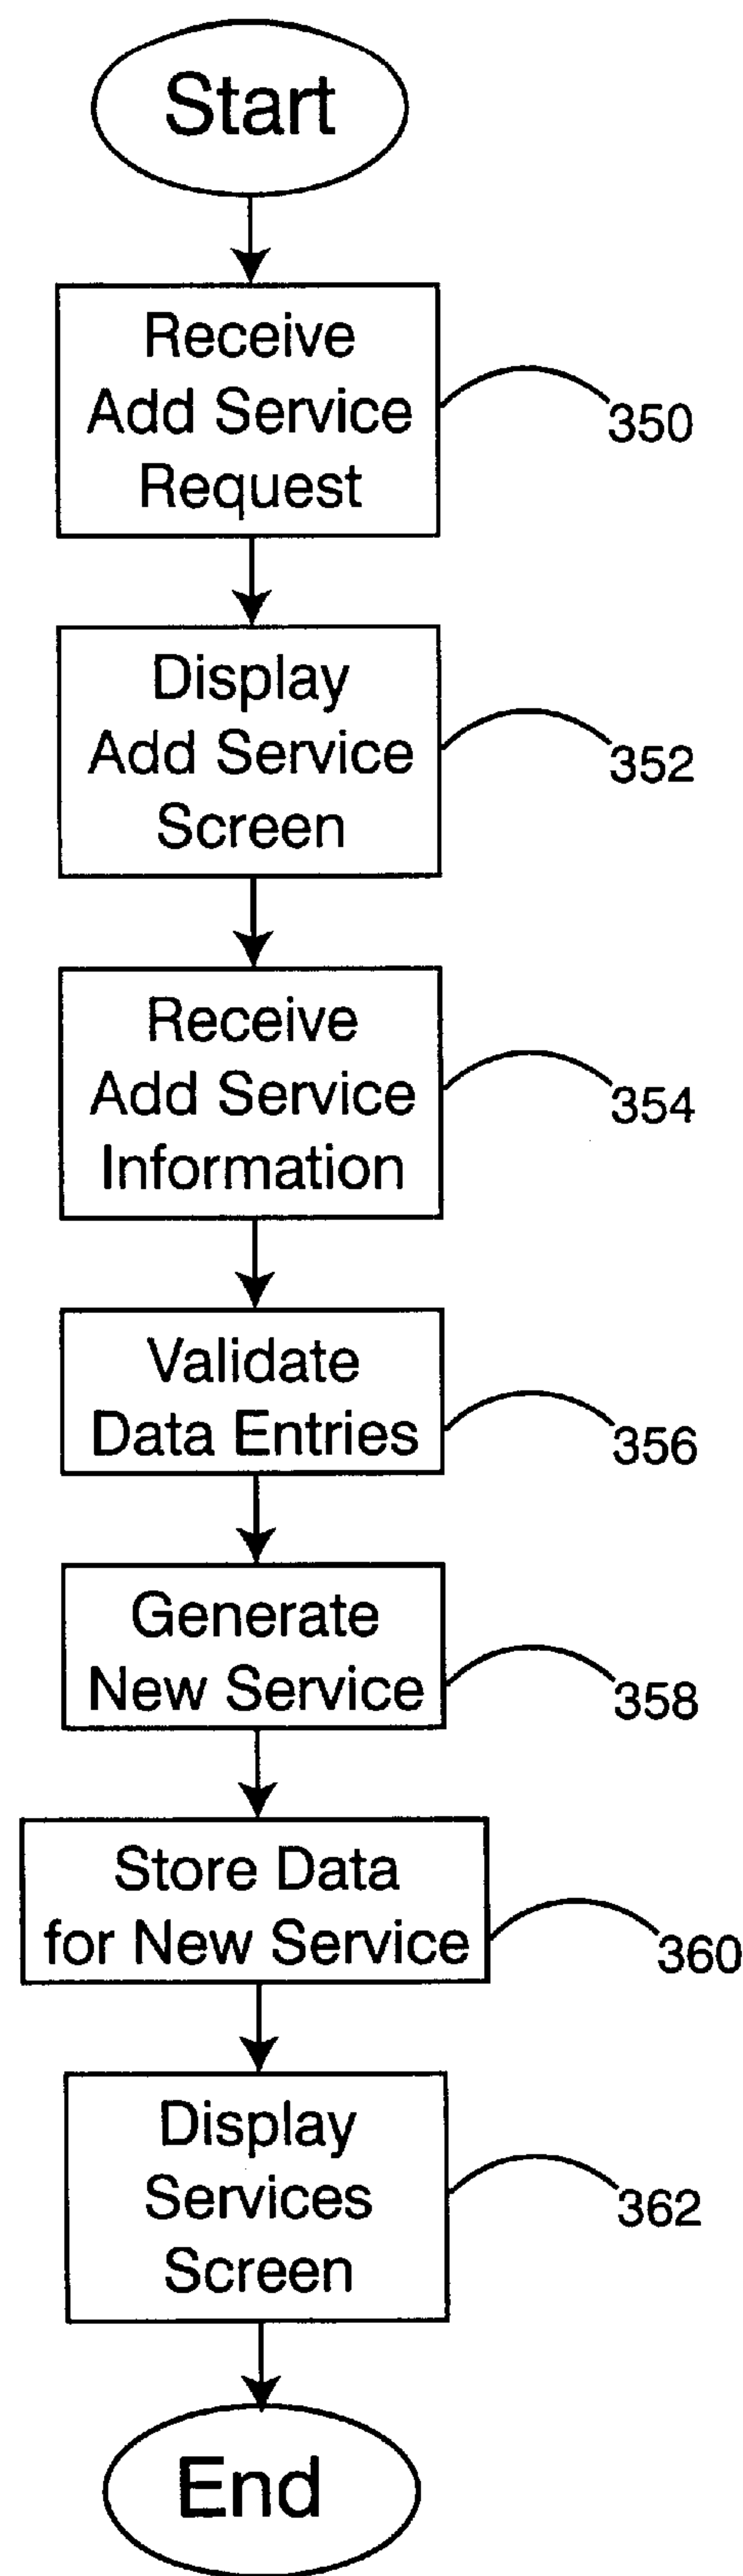 Start
Receive
Add Service
Request
350
Display
Add Service
Screen
352
Receive
Add Service
Information
354
Validate
Data Entries
356
Generate
New Service
358
Store Data
for New Service
360
Display
Services
Screen
362
End